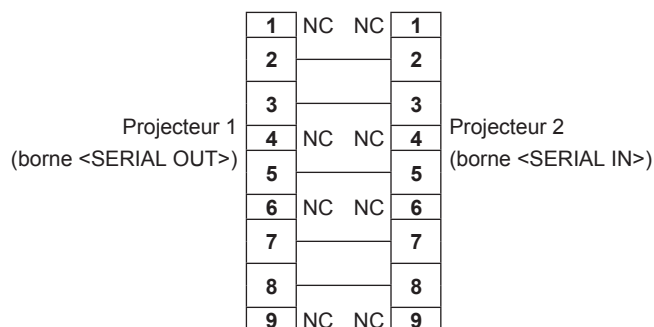 1 NC NC 1
2 2
3 3
Projecteur 1
(borne <SERIAL OUT>)
4 NC NC 4
Projecteur 2
(borne <SERIAL IN>)
5 5
6 NC NC 6
7 7
8 8
9 NC NC 9